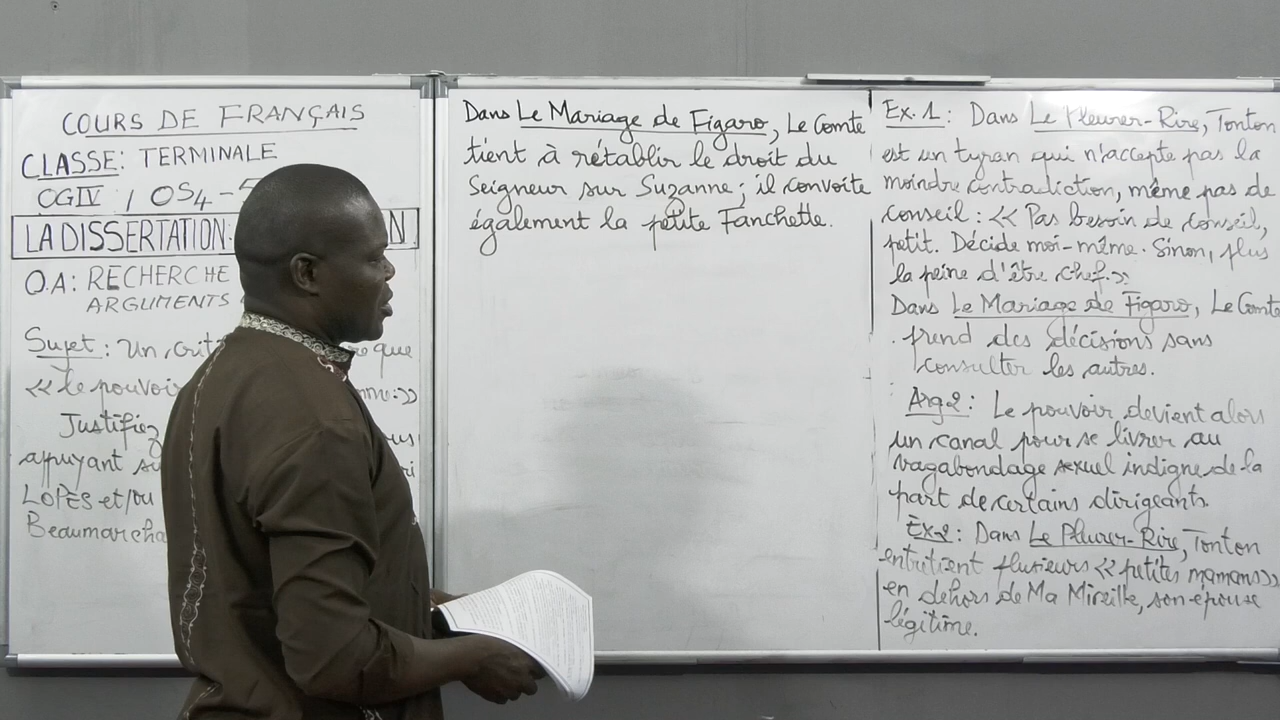 COURS DE FRANÇAIS
CLASSE: TERMINALE
OGIV / OS4-5
LA DISSERTATION: N
O.A: RECHERCHE
ARGUMENTS
Sujet: Un que
<< le pouvoir >>
Justifiez
appuyant
LOPÈS et/ou
Beaumarcha
Dans Le Mariage de Figaro, Le Comte
tient à rétablir le droit du
Seigneur sur Suzanne; il convoite
également la petite Fanchette.
Ex.1: Dans Le Pleurer-Rire, Tonton
est un tyran qui n'accepte pas la
moindre contradiction, même pas de
conseil: << Pas besoin de conseil,
petit. Décide moi-même. Sinon, plus
la peine d'être chef.>>
Dans Le Mariage de Figaro, Le Comte
prend des décisions sans
consulter les autres.
Arg2: Le pouvoir devient alors
un canal pour se livrer au
vagabondage sexuel indigne de la
part de certains dirigeants.
Ex-2: Dans Le Pleurer-Rire, Tonton
entretient plusieurs << petites mamans>>
en dehors de Ma Mireille, son épouse
légitime.